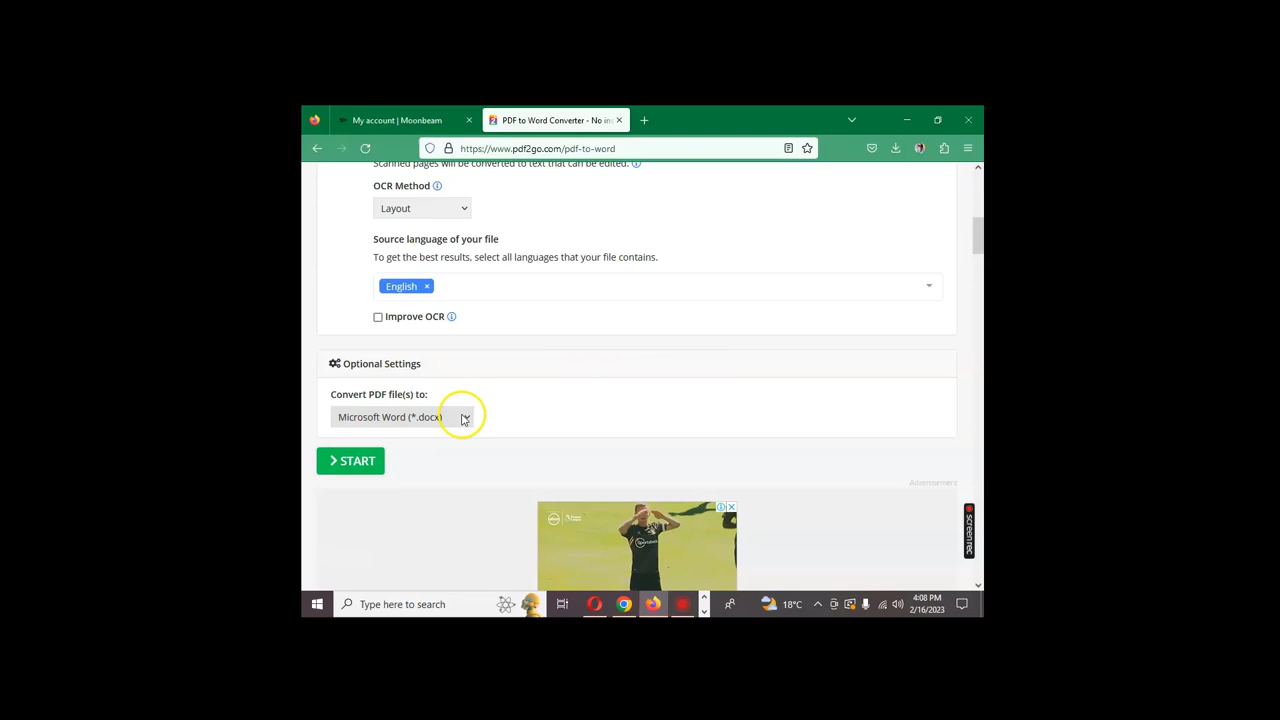 My account | Moonbeam
PDF to Word Converter - No in
https://www.pdf2go.com/pdf-to-word
Scanned pages will be converted to text that can be edited.
OCR Method
Layout
Source language of your file
To get the best results, select all languages that your file contains.
English ×
Improve OCR
Optional Settings
Convert PDF file(s) to:
Microsoft Word (*.docx)
START
Advertisement
Sportsbet
screenrec
Type here to search
18°C
4:08 PM
2/16/2023